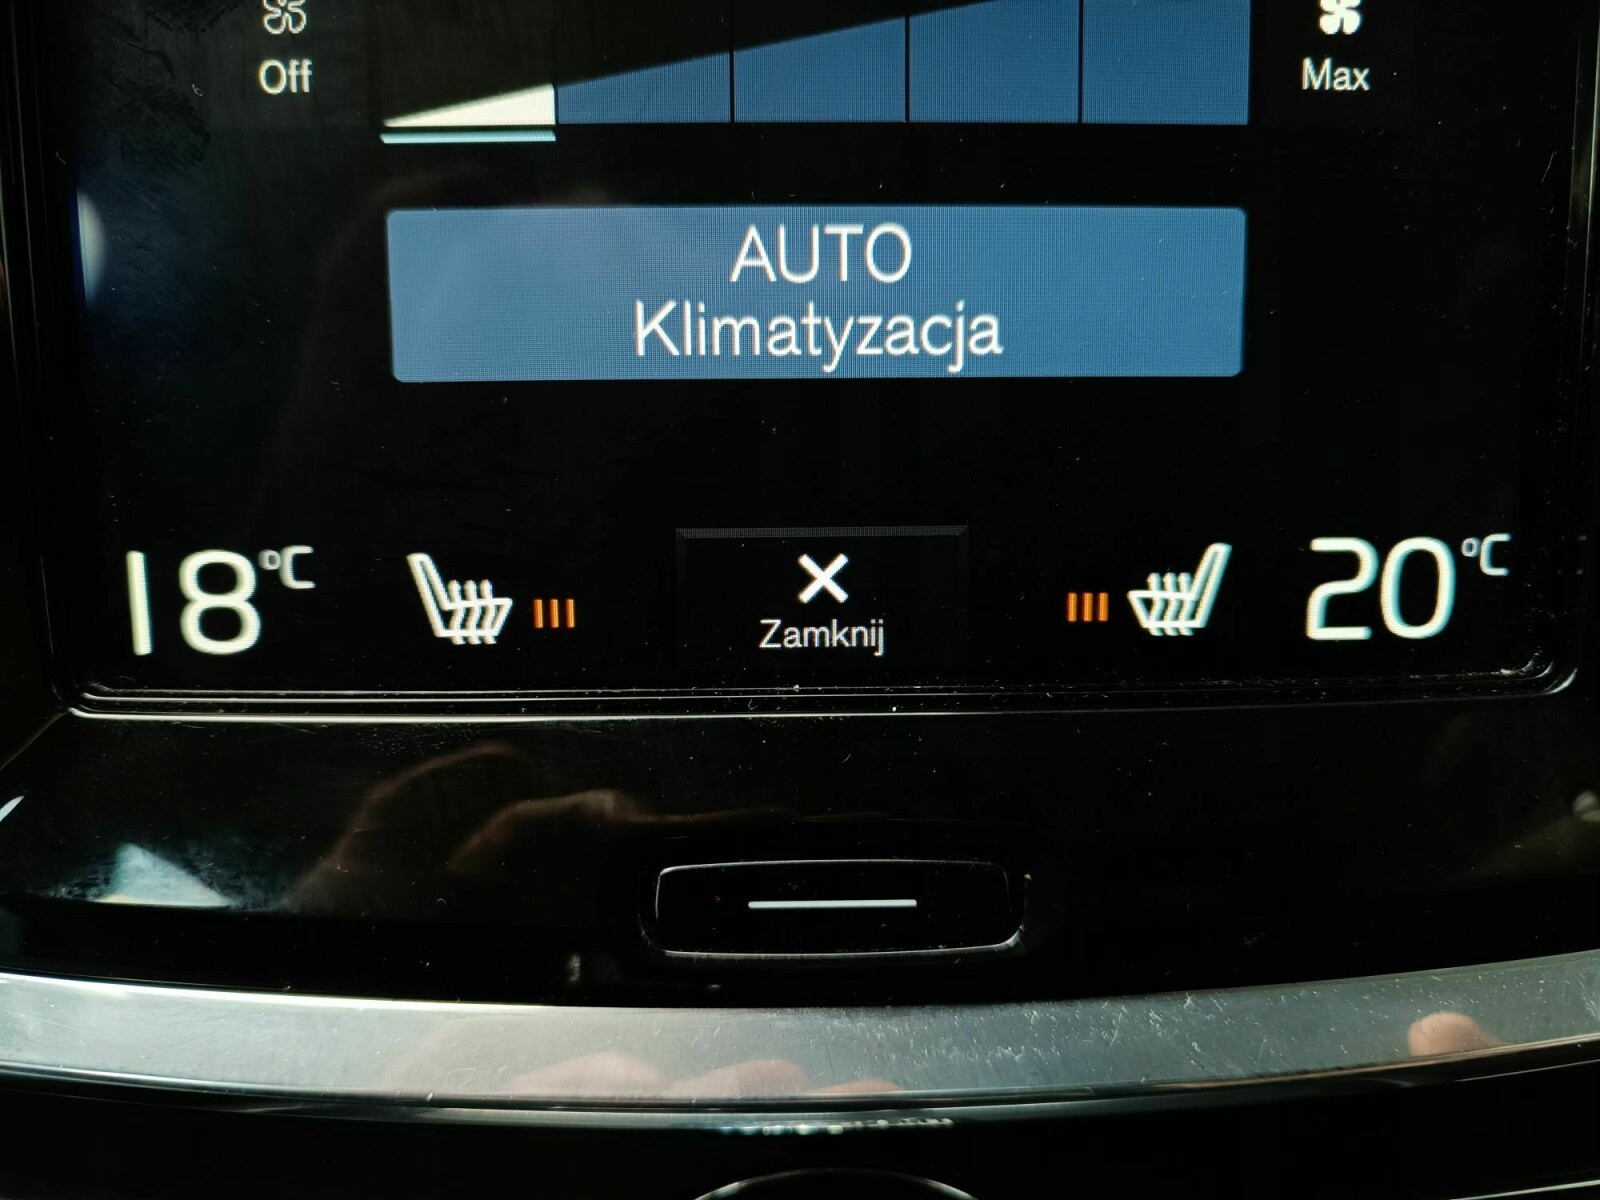 Off
Max
AUTO
Klimatyzacja
18°C
Zamknij
20°C